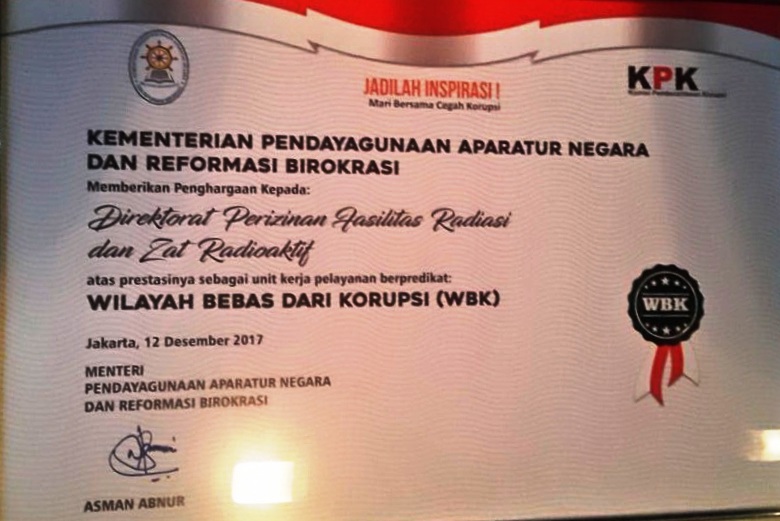 JADILAH INSPIRASI !
Mari Bersama Cegah Korupsi
KPK
KEMENTERIAN PENDAYAGUNAAN APARATUR NEGARA
DAN REFORMASI BIROKRASI
Memberikan Penghargaan Kepada:
Direktorat Perizinan Fasilitas Radiasi
dan Zat Radioaktif
atas prestasinya sebagai unit kerja pelayanan berpredikat:
WILAYAH BEBAS DARI KORUPSI (WBK)
WBK
Jakarta, 12 Desember 2017
MENTERI
PENDAYAGUNAAN APARATUR NEGARA
DAN REFORMASI BIROKRASI
ASMAN ABNUR